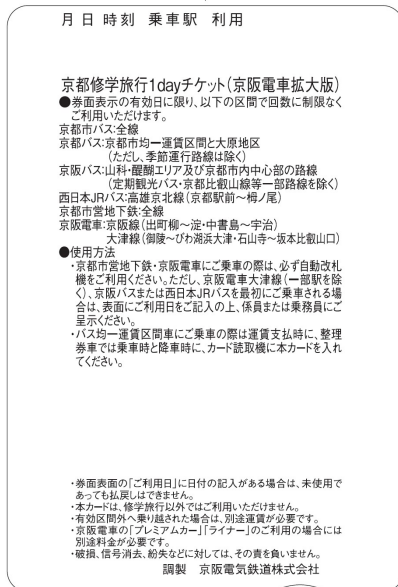 月 日 時 刻　乗 車 駅　利 用
京都修学旅行1dayチケット(京阪電車拡大版)
●券面表示の有効日に限り、以下の区間で回数に制限なく
ご利用いただけます。
京都市バス:全線
京都バス:京都市均一運賃区間と大原地区
(ただし、季節運行路線は除く)
京阪バス:山科・醍醐エリア及び京都市内中心部の路線
(定期観光バス・京都比叡山線等一部路線を除く)
西日本JRバス:高雄京北線(京都駅前～栂ノ尾)
京都市営地下鉄:全線
京阪電車:京阪線(出町柳～淀・中書島～宇治)
大津線(御陵～びわ湖浜大津・石山寺～坂本比叡山口)
●使用方法
・京都市営地下鉄・京阪電車にご乗車の際は、必ず自動改札
機をご利用ください。ただし、京阪電車大津線(一部駅を除
く)、京阪バスまたは西日本JRバスを最初にご乗車される場
合は、表面にご利用日をご記入の上、係員または乗務員にご
呈示ください。
・バス均一運賃区間車にご乗車の際は運賃支払時に、整理
券車では乗車時と降車時に、カード読取機に本カードを入れ
てください。
・券面表面の「ご利用日」に日付の記入がある場合は、未使用で
あっても払戻しはできません。
・本カードは、修学旅行以外ではご利用いただけません。
・有効区間外へ乗り越された場合は、別途運賃が必要です。
・京阪電車の「プレミアムカー」「ライナー」のご利用の場合には
別途料金が必要です。
・破損、信号消去、紛失などに対しては、その責を負いません。
調製　京阪電気鉄道株式会社